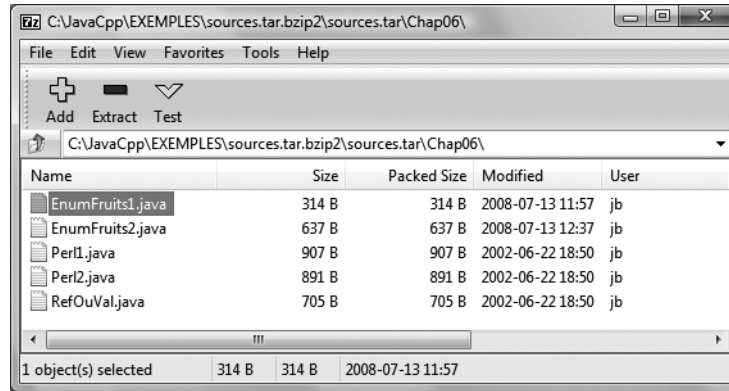 7z C:\JavaCpp\EXEMPLES\sources.tar.bzip2\sources.tar\Chap06\
File Edit View Favorites Tools Help
Add Extract Test
C:\JavaCpp\EXEMPLES\sources.tar.bzip2\sources.tar\Chap06\
Name Size Packed Size Modified User
EnumFruits1.java 314 B 314 B 2008-07-13 11:57 jb
EnumFruits2.java 637 B 637 B 2008-07-13 12:37 jb
Perl1.java 907 B 907 B 2002-06-22 18:50 jb
Perl2.java 891 B 891 B 2002-06-22 18:50 jb
RefOuVal.java 705 B 705 B 2002-06-22 18:50 jb
1 object(s) selected 314 B 314 B 2008-07-13 11:57